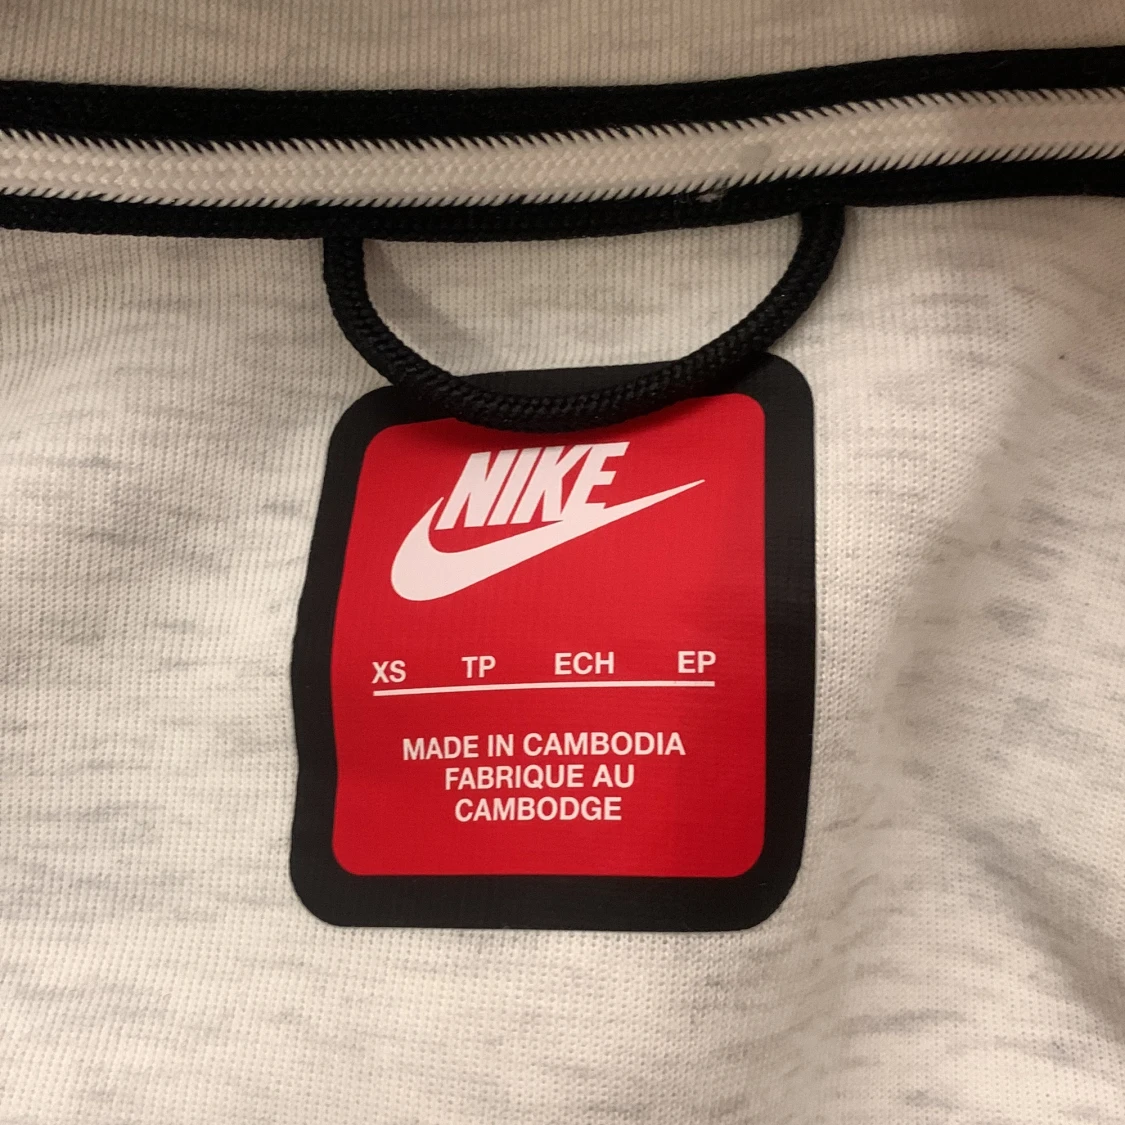 NIKE
XS TP ECH EP
MADE IN CAMBODIA
FABRIQUE AU
CAMBODGE